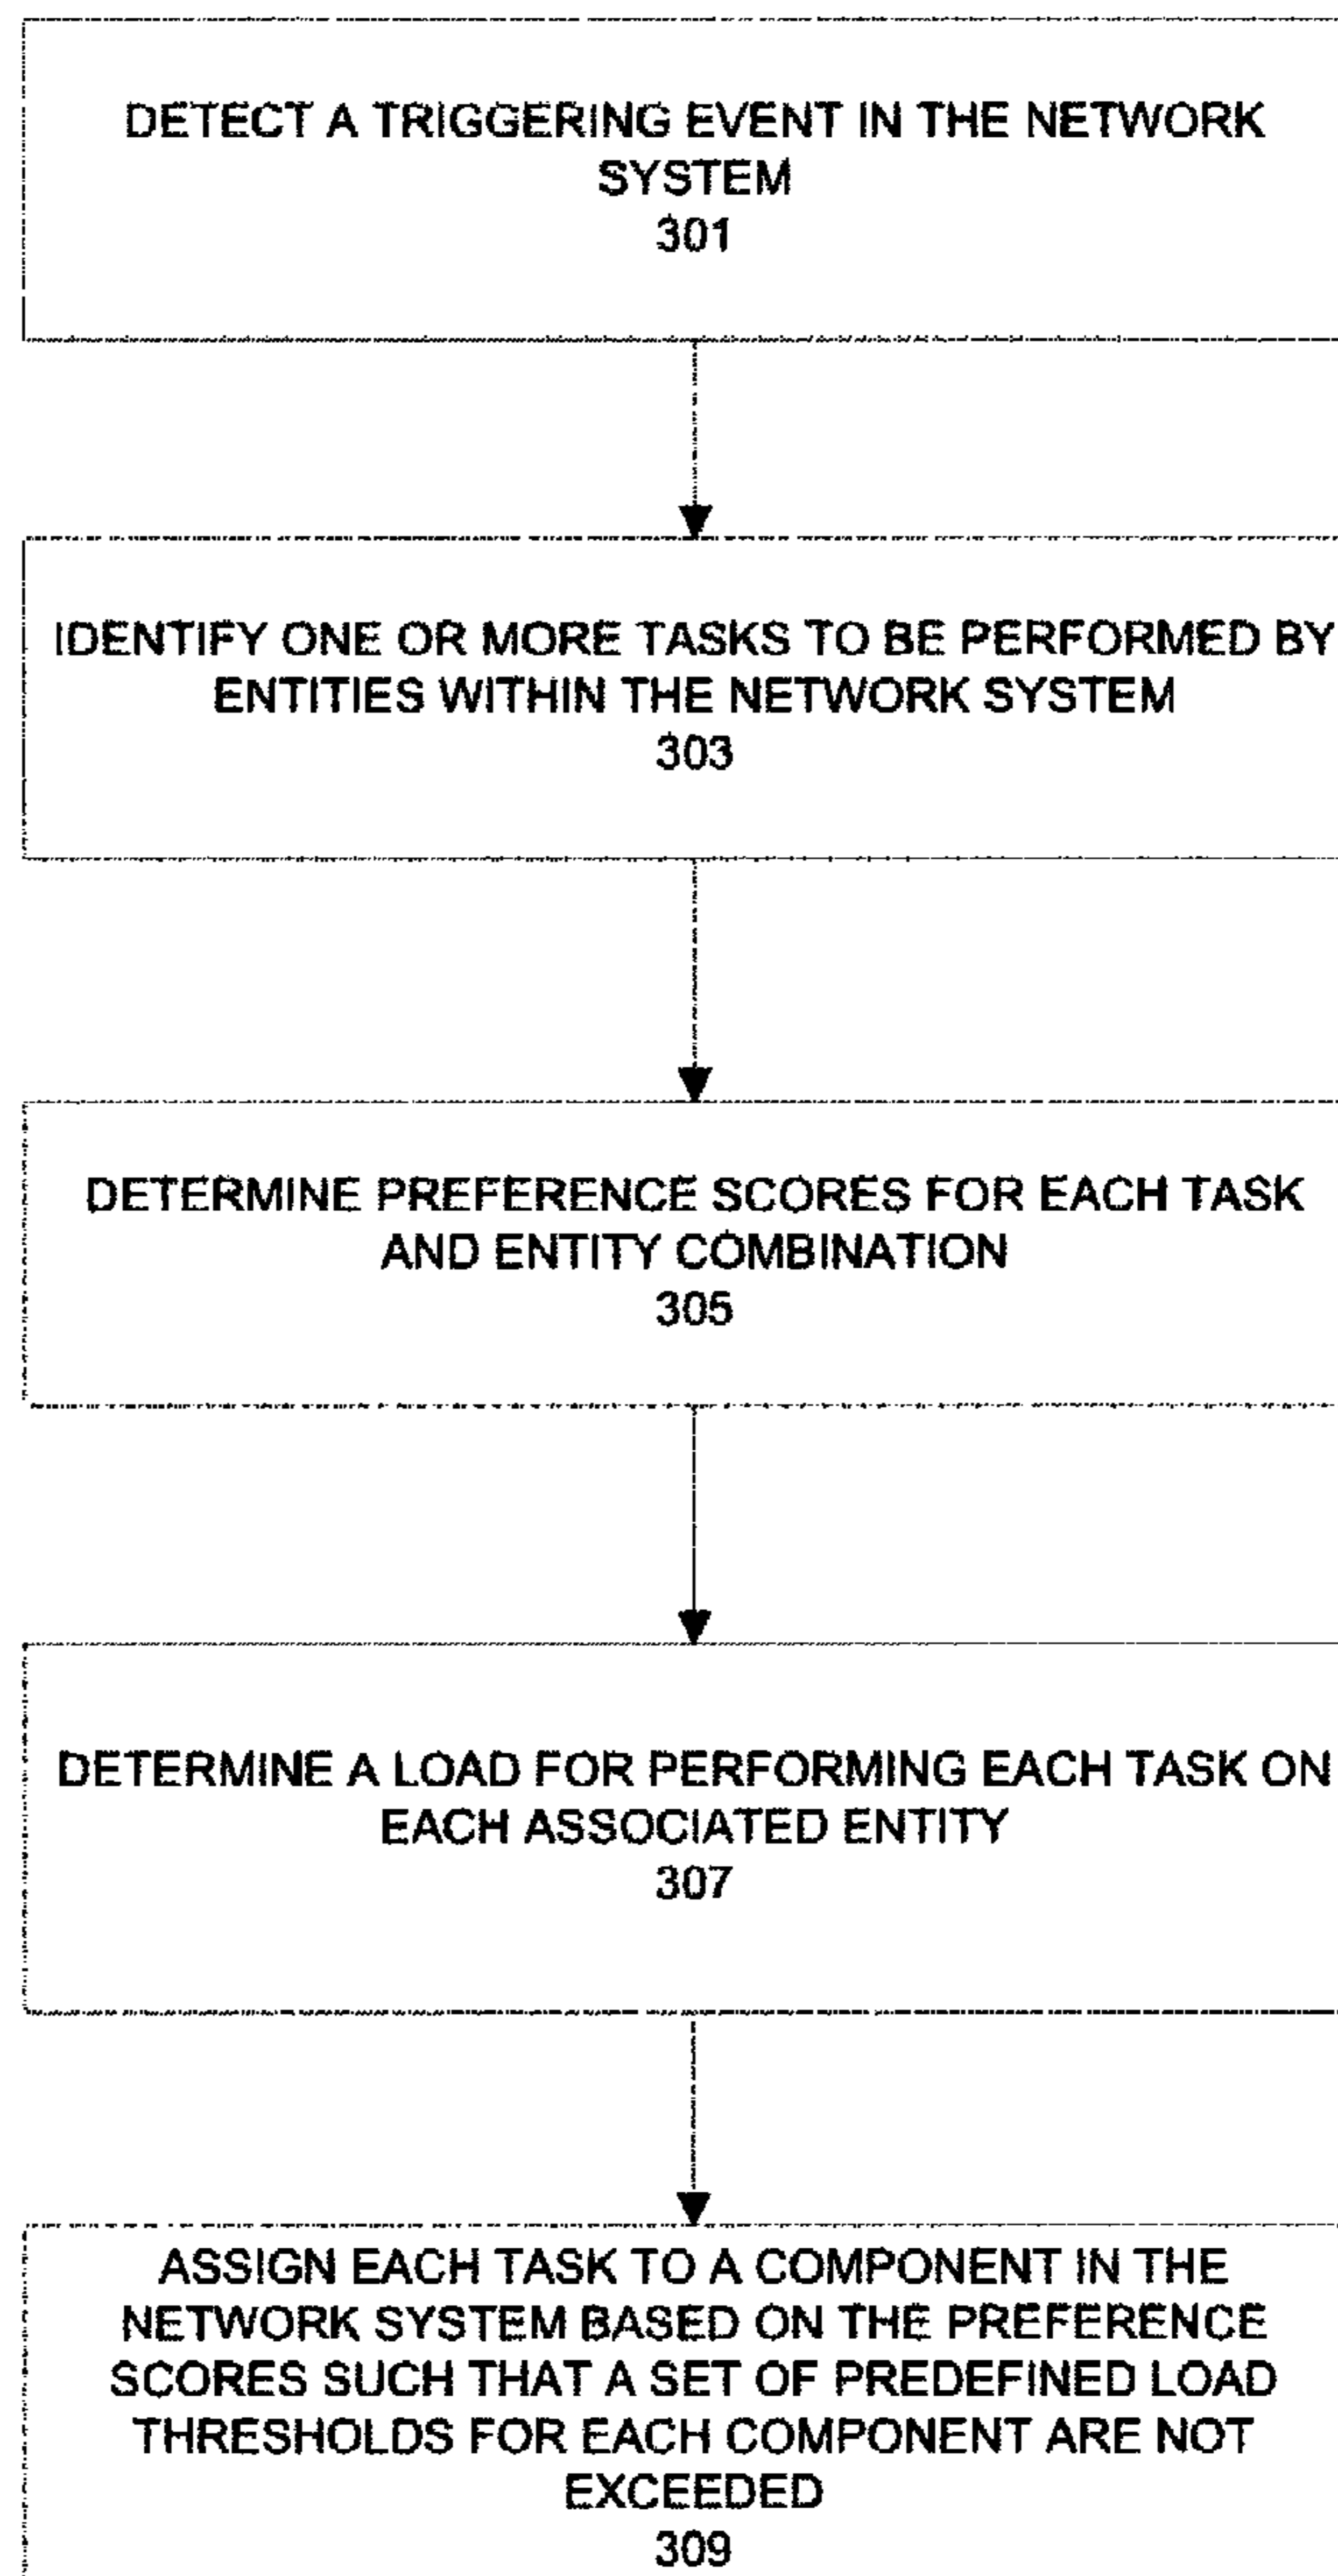 DETECT A TRIGGERING EVENT IN THE NETWORK
SYSTEM
301
IDENTIFY ONE OR MORE TASKS TO BE PERFORMED BY
ENTITIES WITHIN THE NETWORK SYSTEM
303
DETERMINE PREFERENCE SCORES FOR EACH TASK
AND ENTITY COMBINATION
305
DETERMINE A LOAD FOR PERFORMING EACH TASK ON
EACH ASSOCIATED ENTITY
307
ASSIGN EACH TASK TO A COMPONENT IN THE
NETWORK SYSTEM BASED ON THE PREFERENCE
SCORES SUCH THAT A SET OF PREDEFINED LOAD
THRESHOLDS FOR EACH COMPONENT ARE NOT
EXCEEDED
309